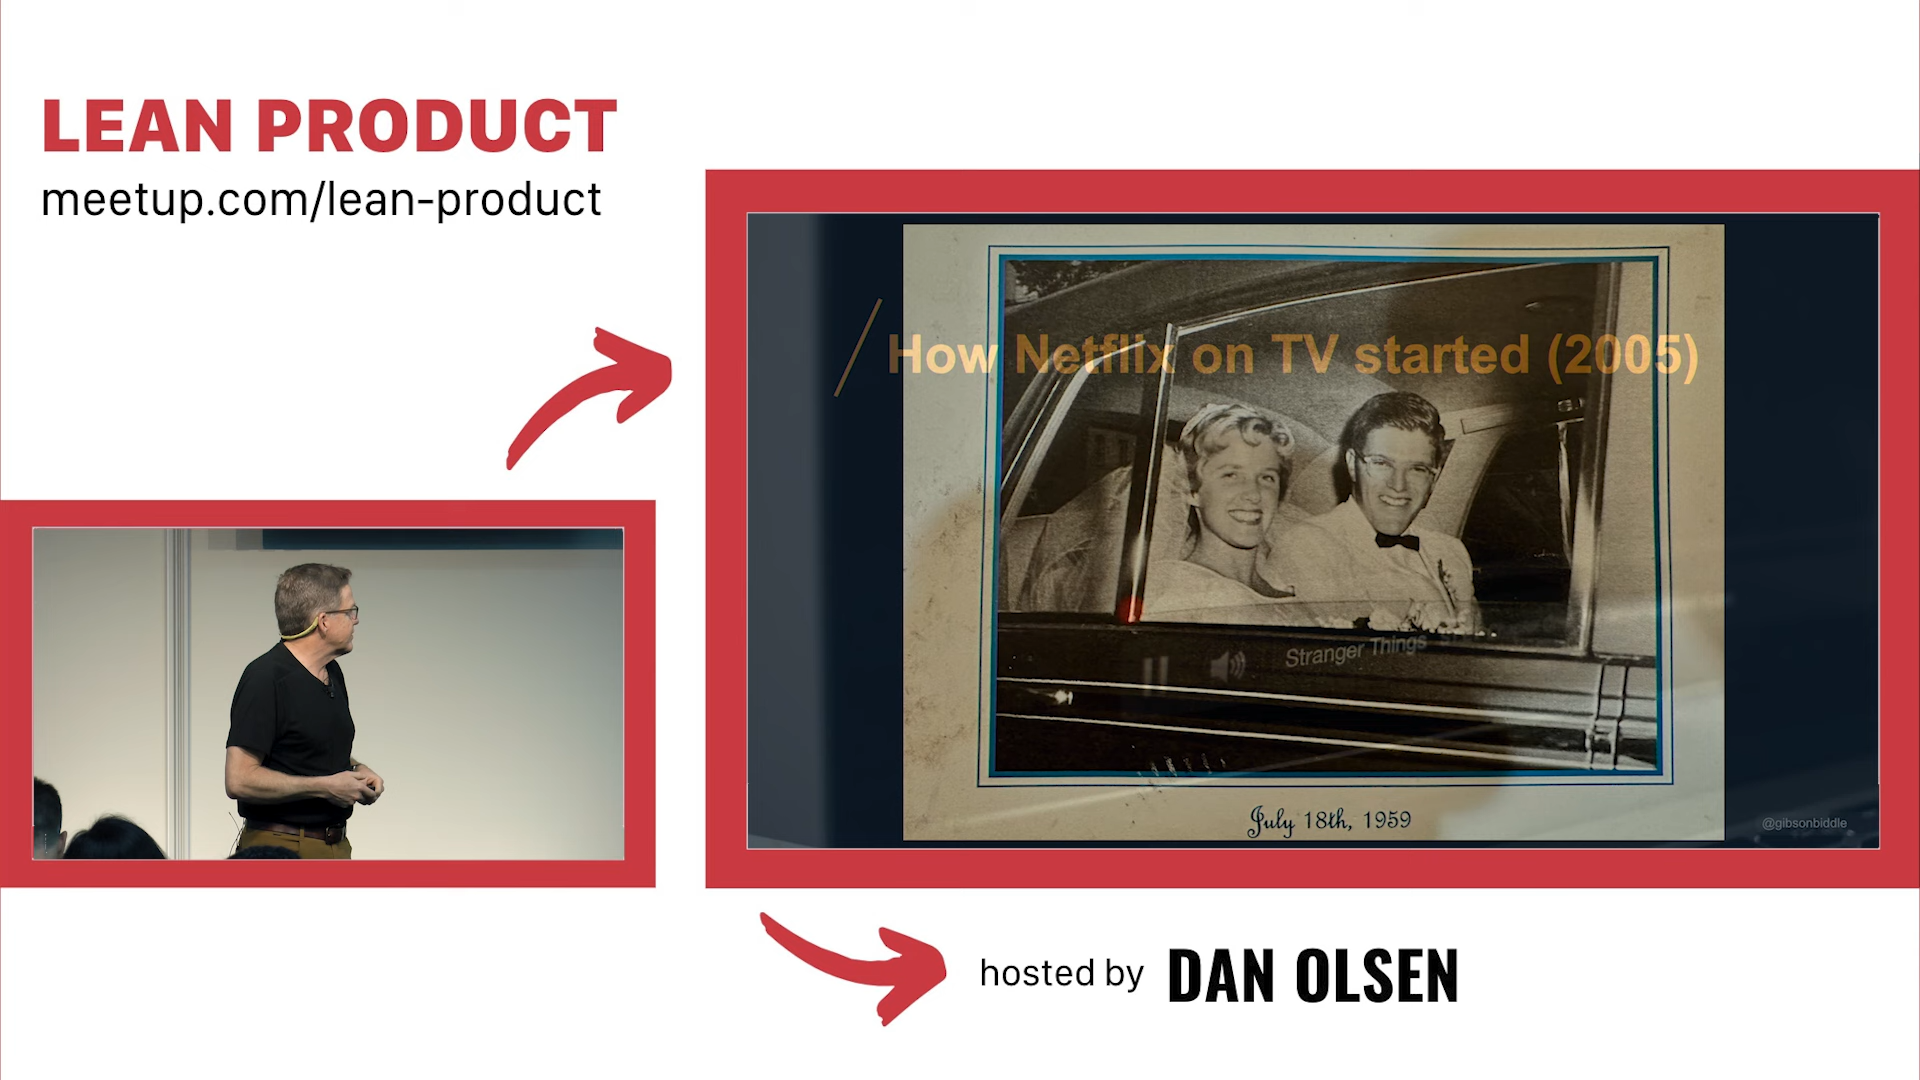 LEAN PRODUCT
meetup.com/lean-product
How Netflix on TV started (2005)
Stranger Things
July 18th, 1959
@gibsonbiddle
hosted by DAN OLSEN